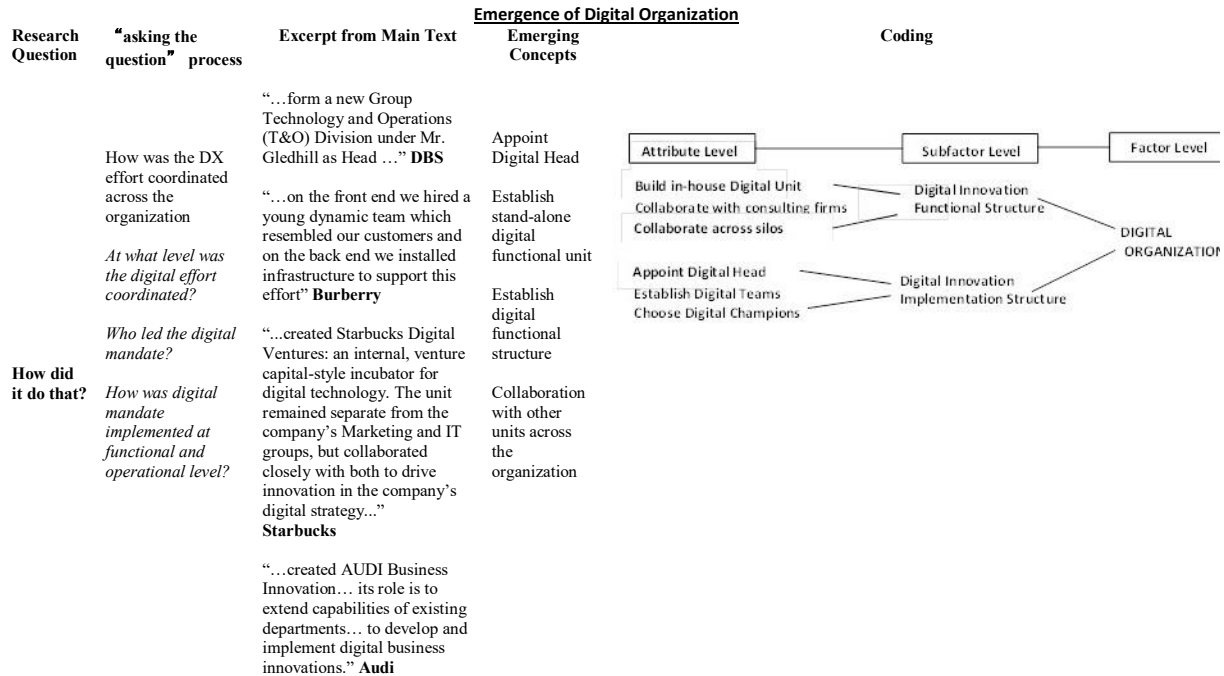 Emergence of Digital Organization
Research
Question
“asking the
question” process
Excerpt from Main Text
Emerging
Concepts
Coding
How did
it do that?
How was the DX
effort coordinated
across the
organization
At what level was
the digital effort
coordinated?
Who led the digital
mandate?
How was digital
mandate
implemented at
functional and
operational level?
“…form a new Group
Technology and Operations
(T&O) Division under Mr.
Gledhill as Head …” DBS
“…on the front end we hired a
young dynamic team which
resembled our customers and
on the back end we installed
infrastructure to support this
effort” Burberry
“...created Starbucks Digital
Ventures: an internal, venture
capital-style incubator for
digital technology. The unit
remained separate from the
company’s Marketing and IT
groups, but collaborated
closely with both to drive
innovation in the company’s
digital strategy...”
Starbucks
“…created AUDI Business
Innovation… its role is to
extend capabilities of existing
departments… to develop and
implement digital business
innovations.” Audi
Appoint
Digital Head
Establish
stand-alone
digital
functional unit
Establish
digital
functional
structure
Collaboration
with other
units across
the
organization
Attribute Level
Subfactor Level
Factor Level
Build in-house Digital Unit
Collaborate with consulting firms
Collaborate across silos
Digital Innovation
Functional Structure
Appoint Digital Head
Establish Digital Teams
Choose Digital Champions
Digital Innovation
Implementation Structure
DIGITAL
ORGANIZATION